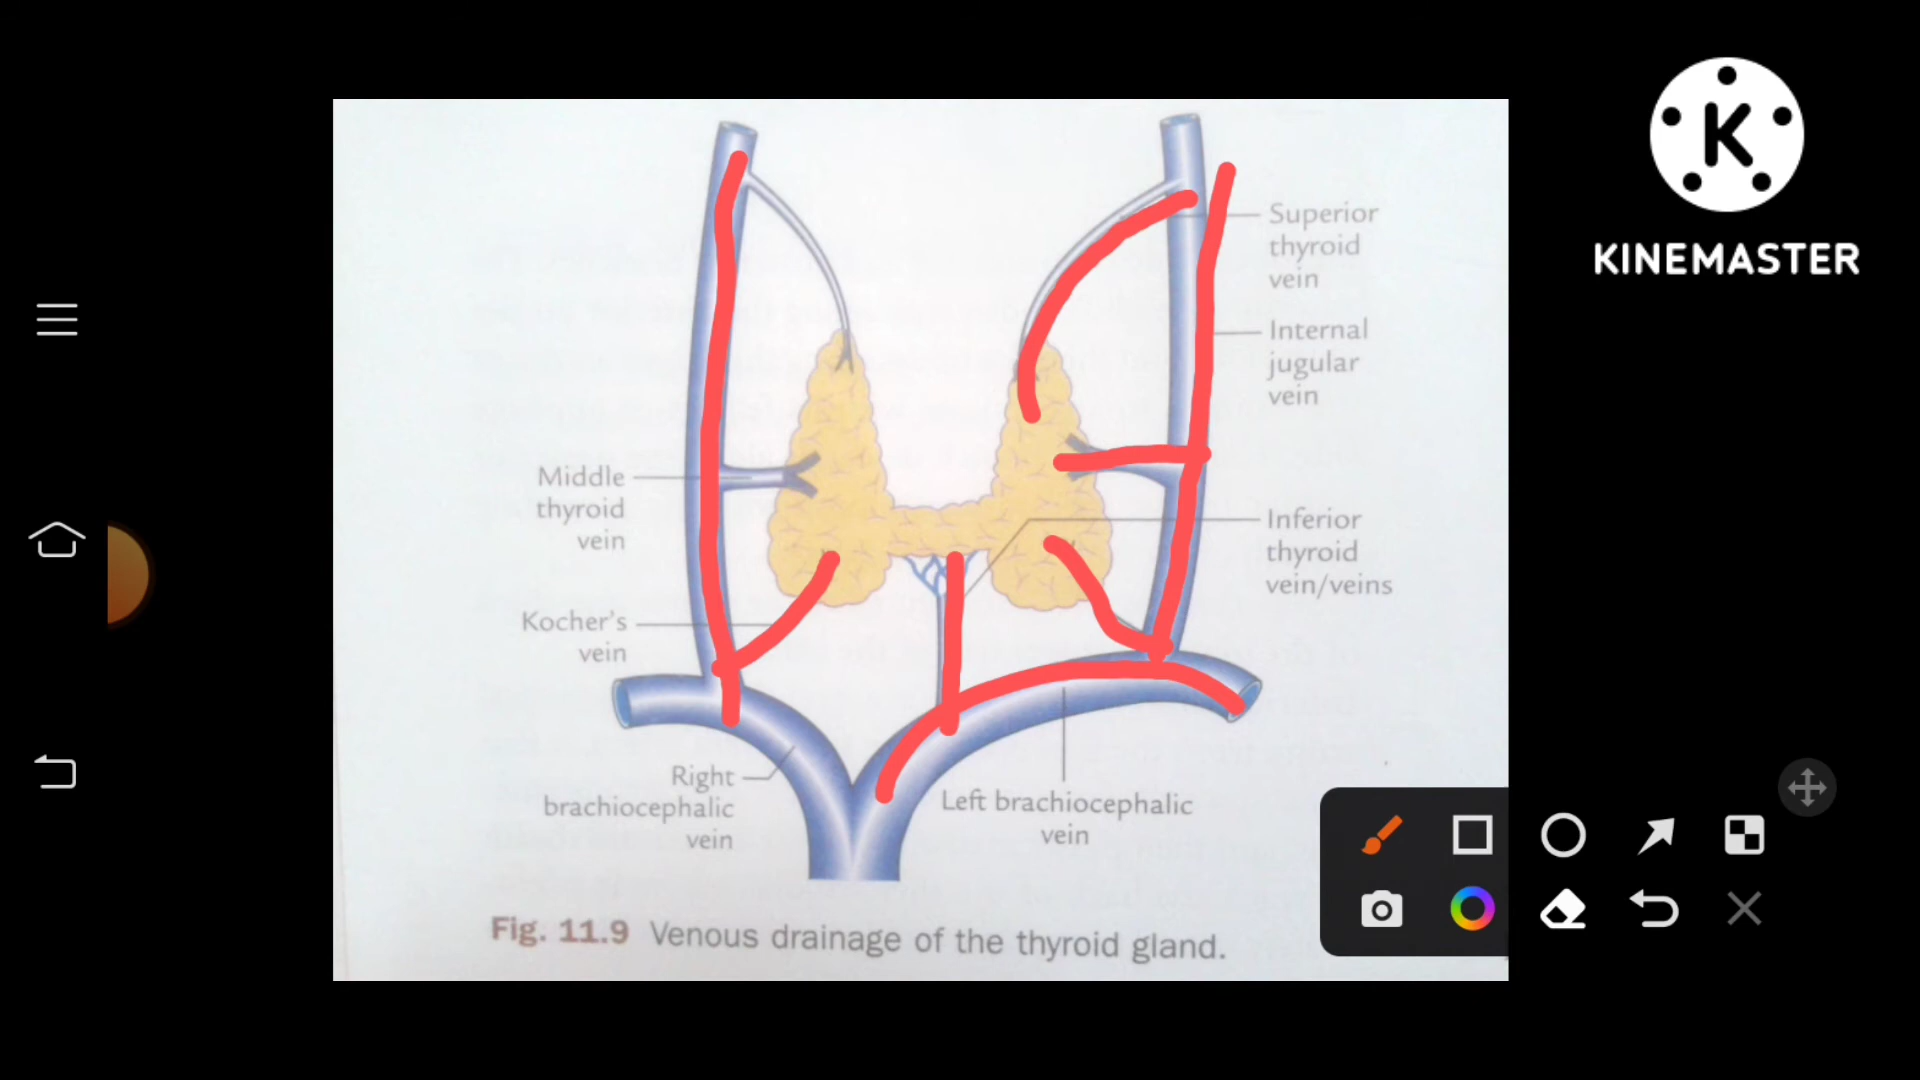 K
KINEMASTER
Superior
thyroid
vein
Internal
jugular
vein
Middle
thyroid
vein
Inferior
thyroid
vein/veins
Kocher's
vein
Right
brachiocephalic
vein
Left brachiocephalic
vein
Fig. 11.9 Venous drainage of the thyroid gland.